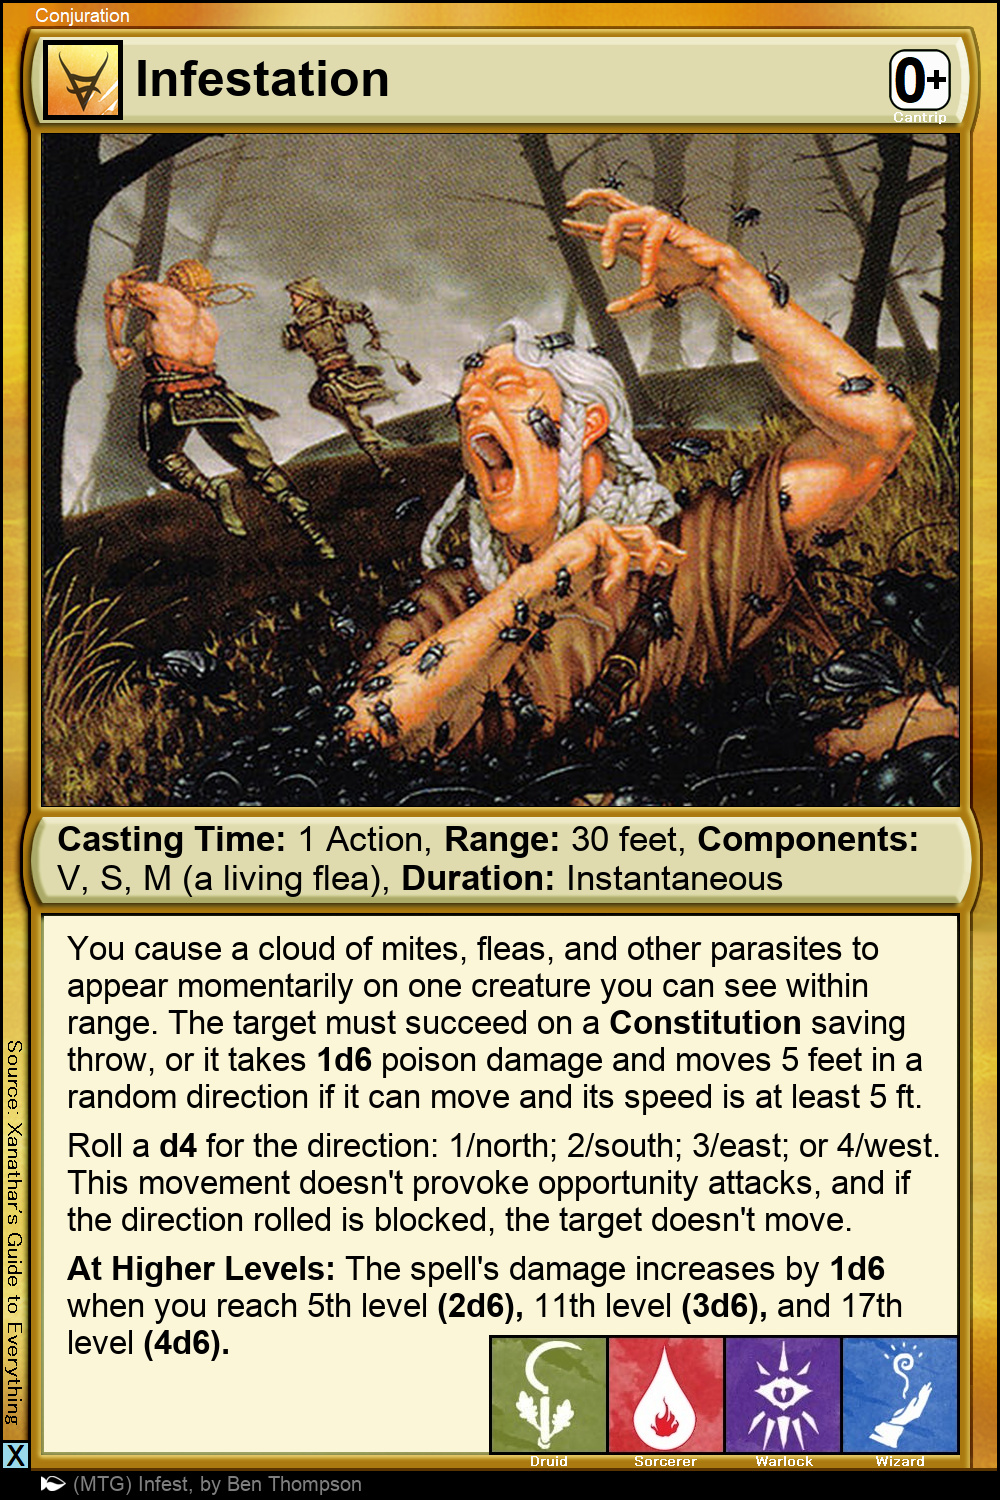 Conjuration
Infestation
0+
Cantrip
Casting Time: 1 Action, Range: 30 feet, Components:
V, S, M (a living flea), Duration: Instantaneous
You cause a cloud of mites, fleas, and other parasites to
appear momentarily on one creature you can see within
range. The target must succeed on a Constitution saving
throw, or it takes 1d6 poison damage and moves 5 feet in a
random direction if it can move and its speed is at least 5 ft.
Roll a d4 for the direction: 1/north; 2/south; 3/east; or 4/west.
This movement doesn't provoke opportunity attacks, and if
the direction rolled is blocked, the target doesn't move.
At Higher Levels: The spell's damage increases by 1d6
when you reach 5th level (2d6), 11th level (3d6), and 17th
level (4d6).
Druid
Sorcerer
Warlock
Wizard
Source: Xanathar's Guide to Everything
X
(MTG) Infest, by Ben Thompson